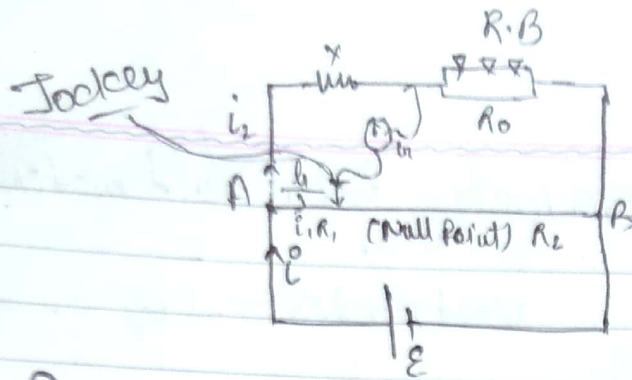 R.B
X
Jockey
R0
i2
G
A
l1
B
i1R1 (Null Point) R2
i
ε